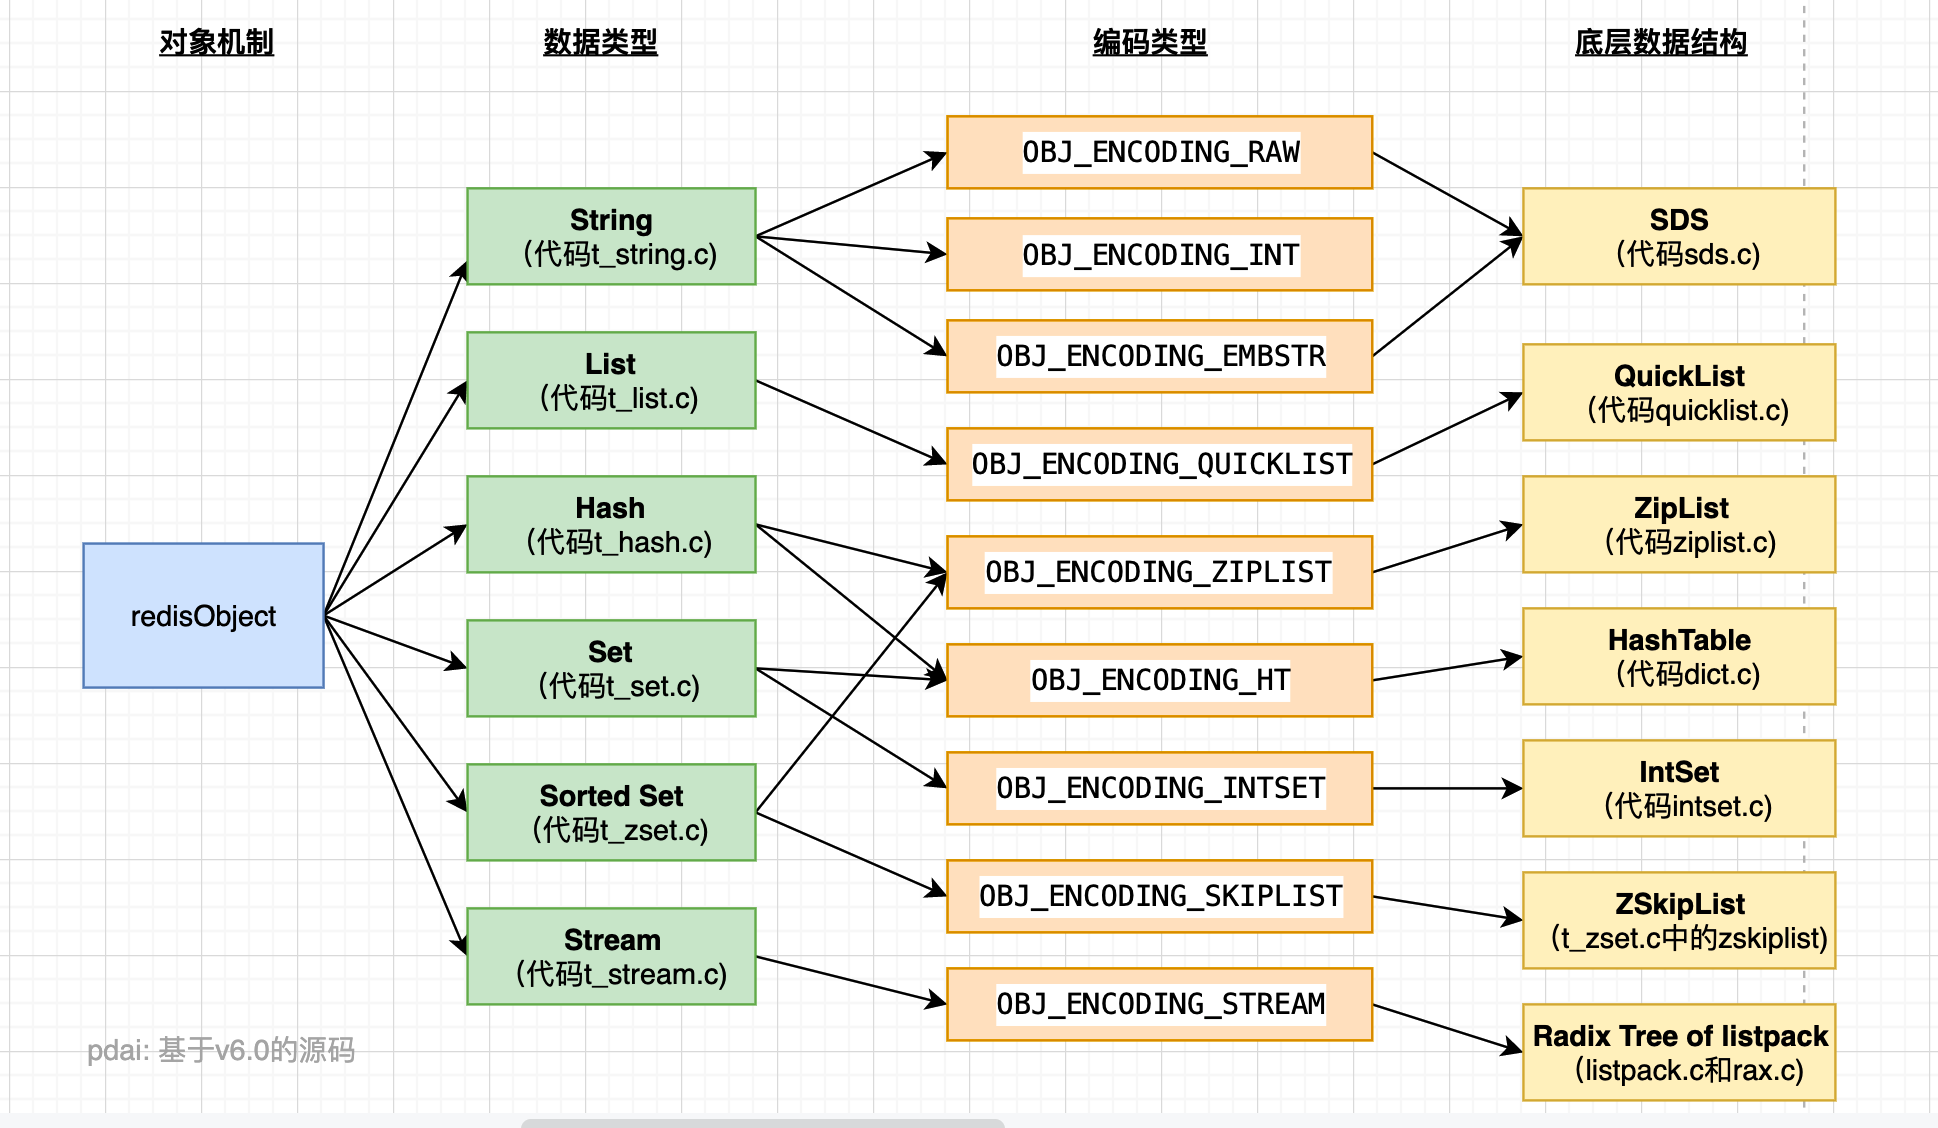 对象机制
数据类型
编码类型
底层数据结构
redisObject
String
(代码t_string.c)
List
(代码t_list.c)
Hash
(代码t_hash.c)
Set
(代码t_set.c)
Sorted Set
(代码t_zset.c)
Stream
(代码t_stream.c)
OBJ_ENCODING_RAW
OBJ_ENCODING_INT
OBJ_ENCODING_EMBSTR
OBJ_ENCODING_QUICKLIST
OBJ_ENCODING_ZIPLIST
OBJ_ENCODING_HT
OBJ_ENCODING_INTSET
OBJ_ENCODING_SKIPLIST
OBJ_ENCODING_STREAM
SDS
(代码sds.c)
QuickList
(代码quicklist.c)
ZipList
(代码ziplist.c)
HashTable
(代码dict.c)
IntSet
(代码intset.c)
ZSkipList
(t_zset.c中的zskiplist)
Radix Tree of listpack
(listpack.c和rax.c)
pdai: 基于v6.0的源码